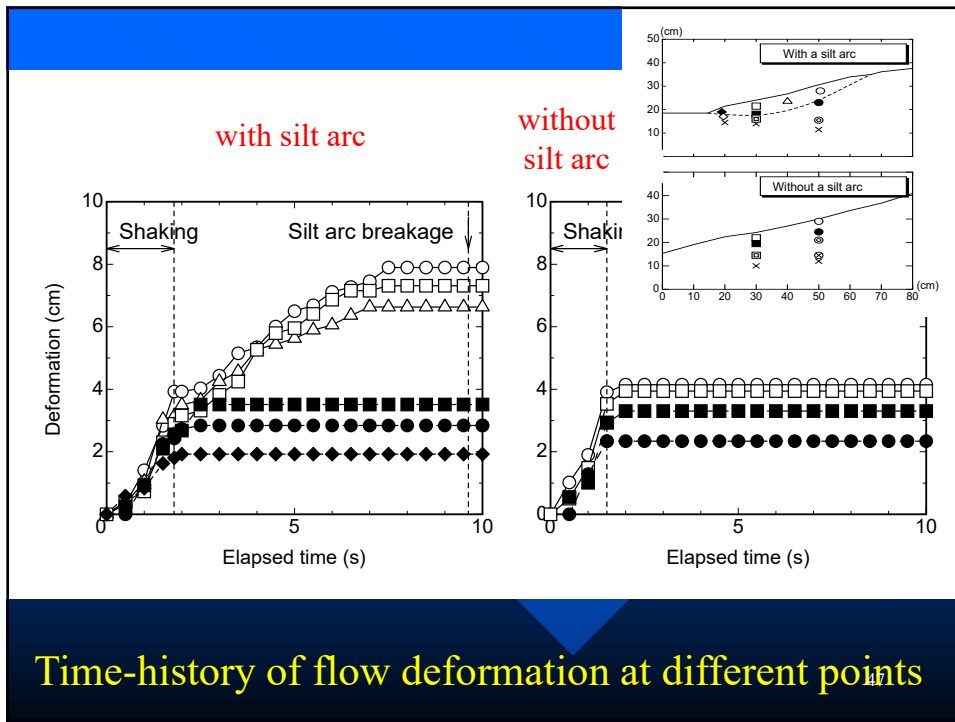 50
(cm)
With a silt arc
40
30
20
10
Without a silt arc
40
30
20
10
0
0 10 20 30 40 50 60 70 80
(cm)
with silt arc
without
silt arc
10
Shaking
Silt arc breakage
8
6
4
2
0
0 5 10
Deformation (cm)
Elapsed time (s)
10
8
6
4
2
0
0 5 10
Elapsed time (s)
Time-history of flow deformation at different points
47